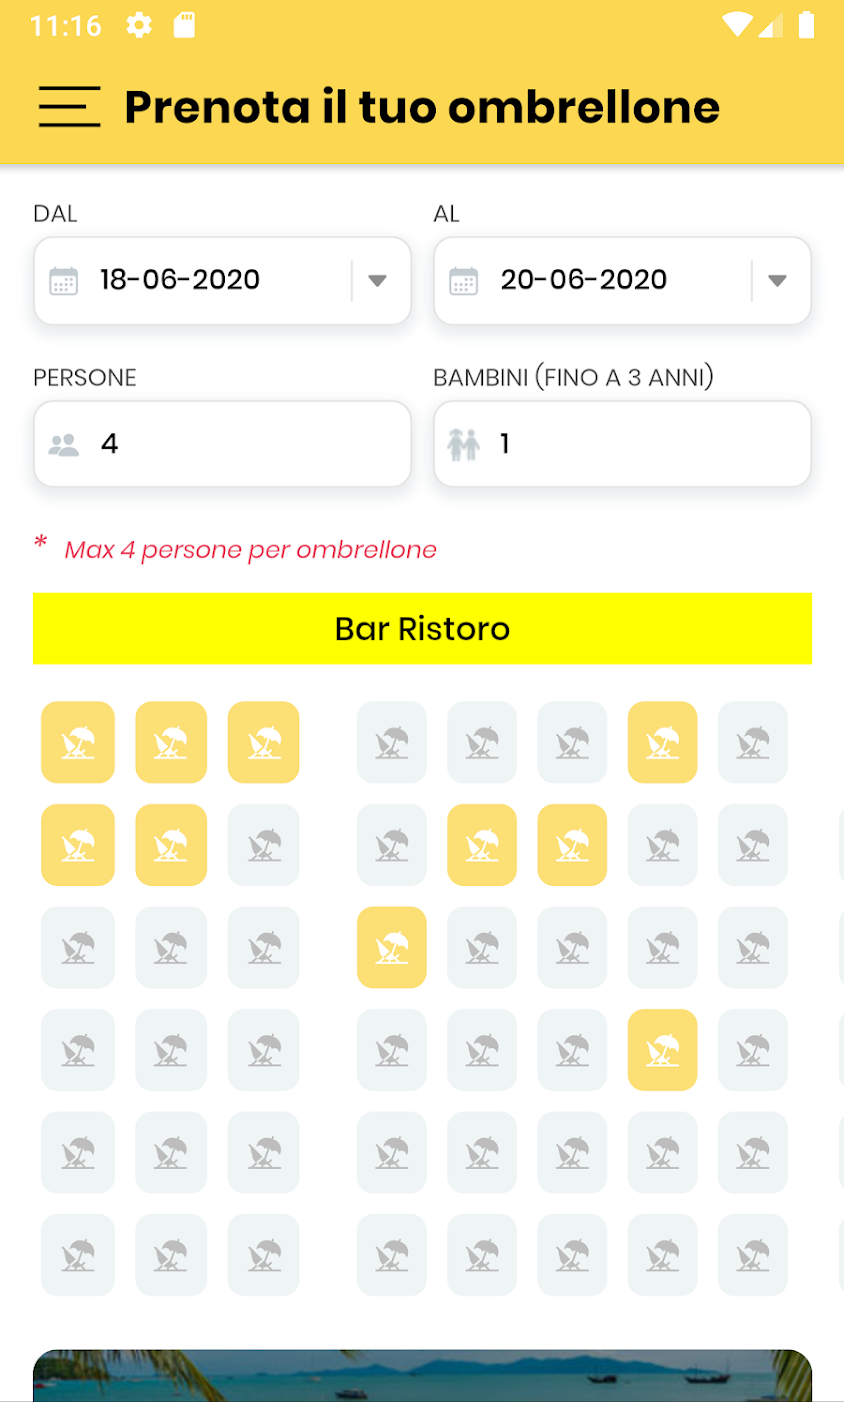 11:16
Prenota il tuo ombrellone
DAL
AL
18-06-2020
20-06-2020
PERSONE
BAMBINI (FINO A 3 ANNI)
4
1
* Max 4 persone per ombrellone
Bar Ristoro